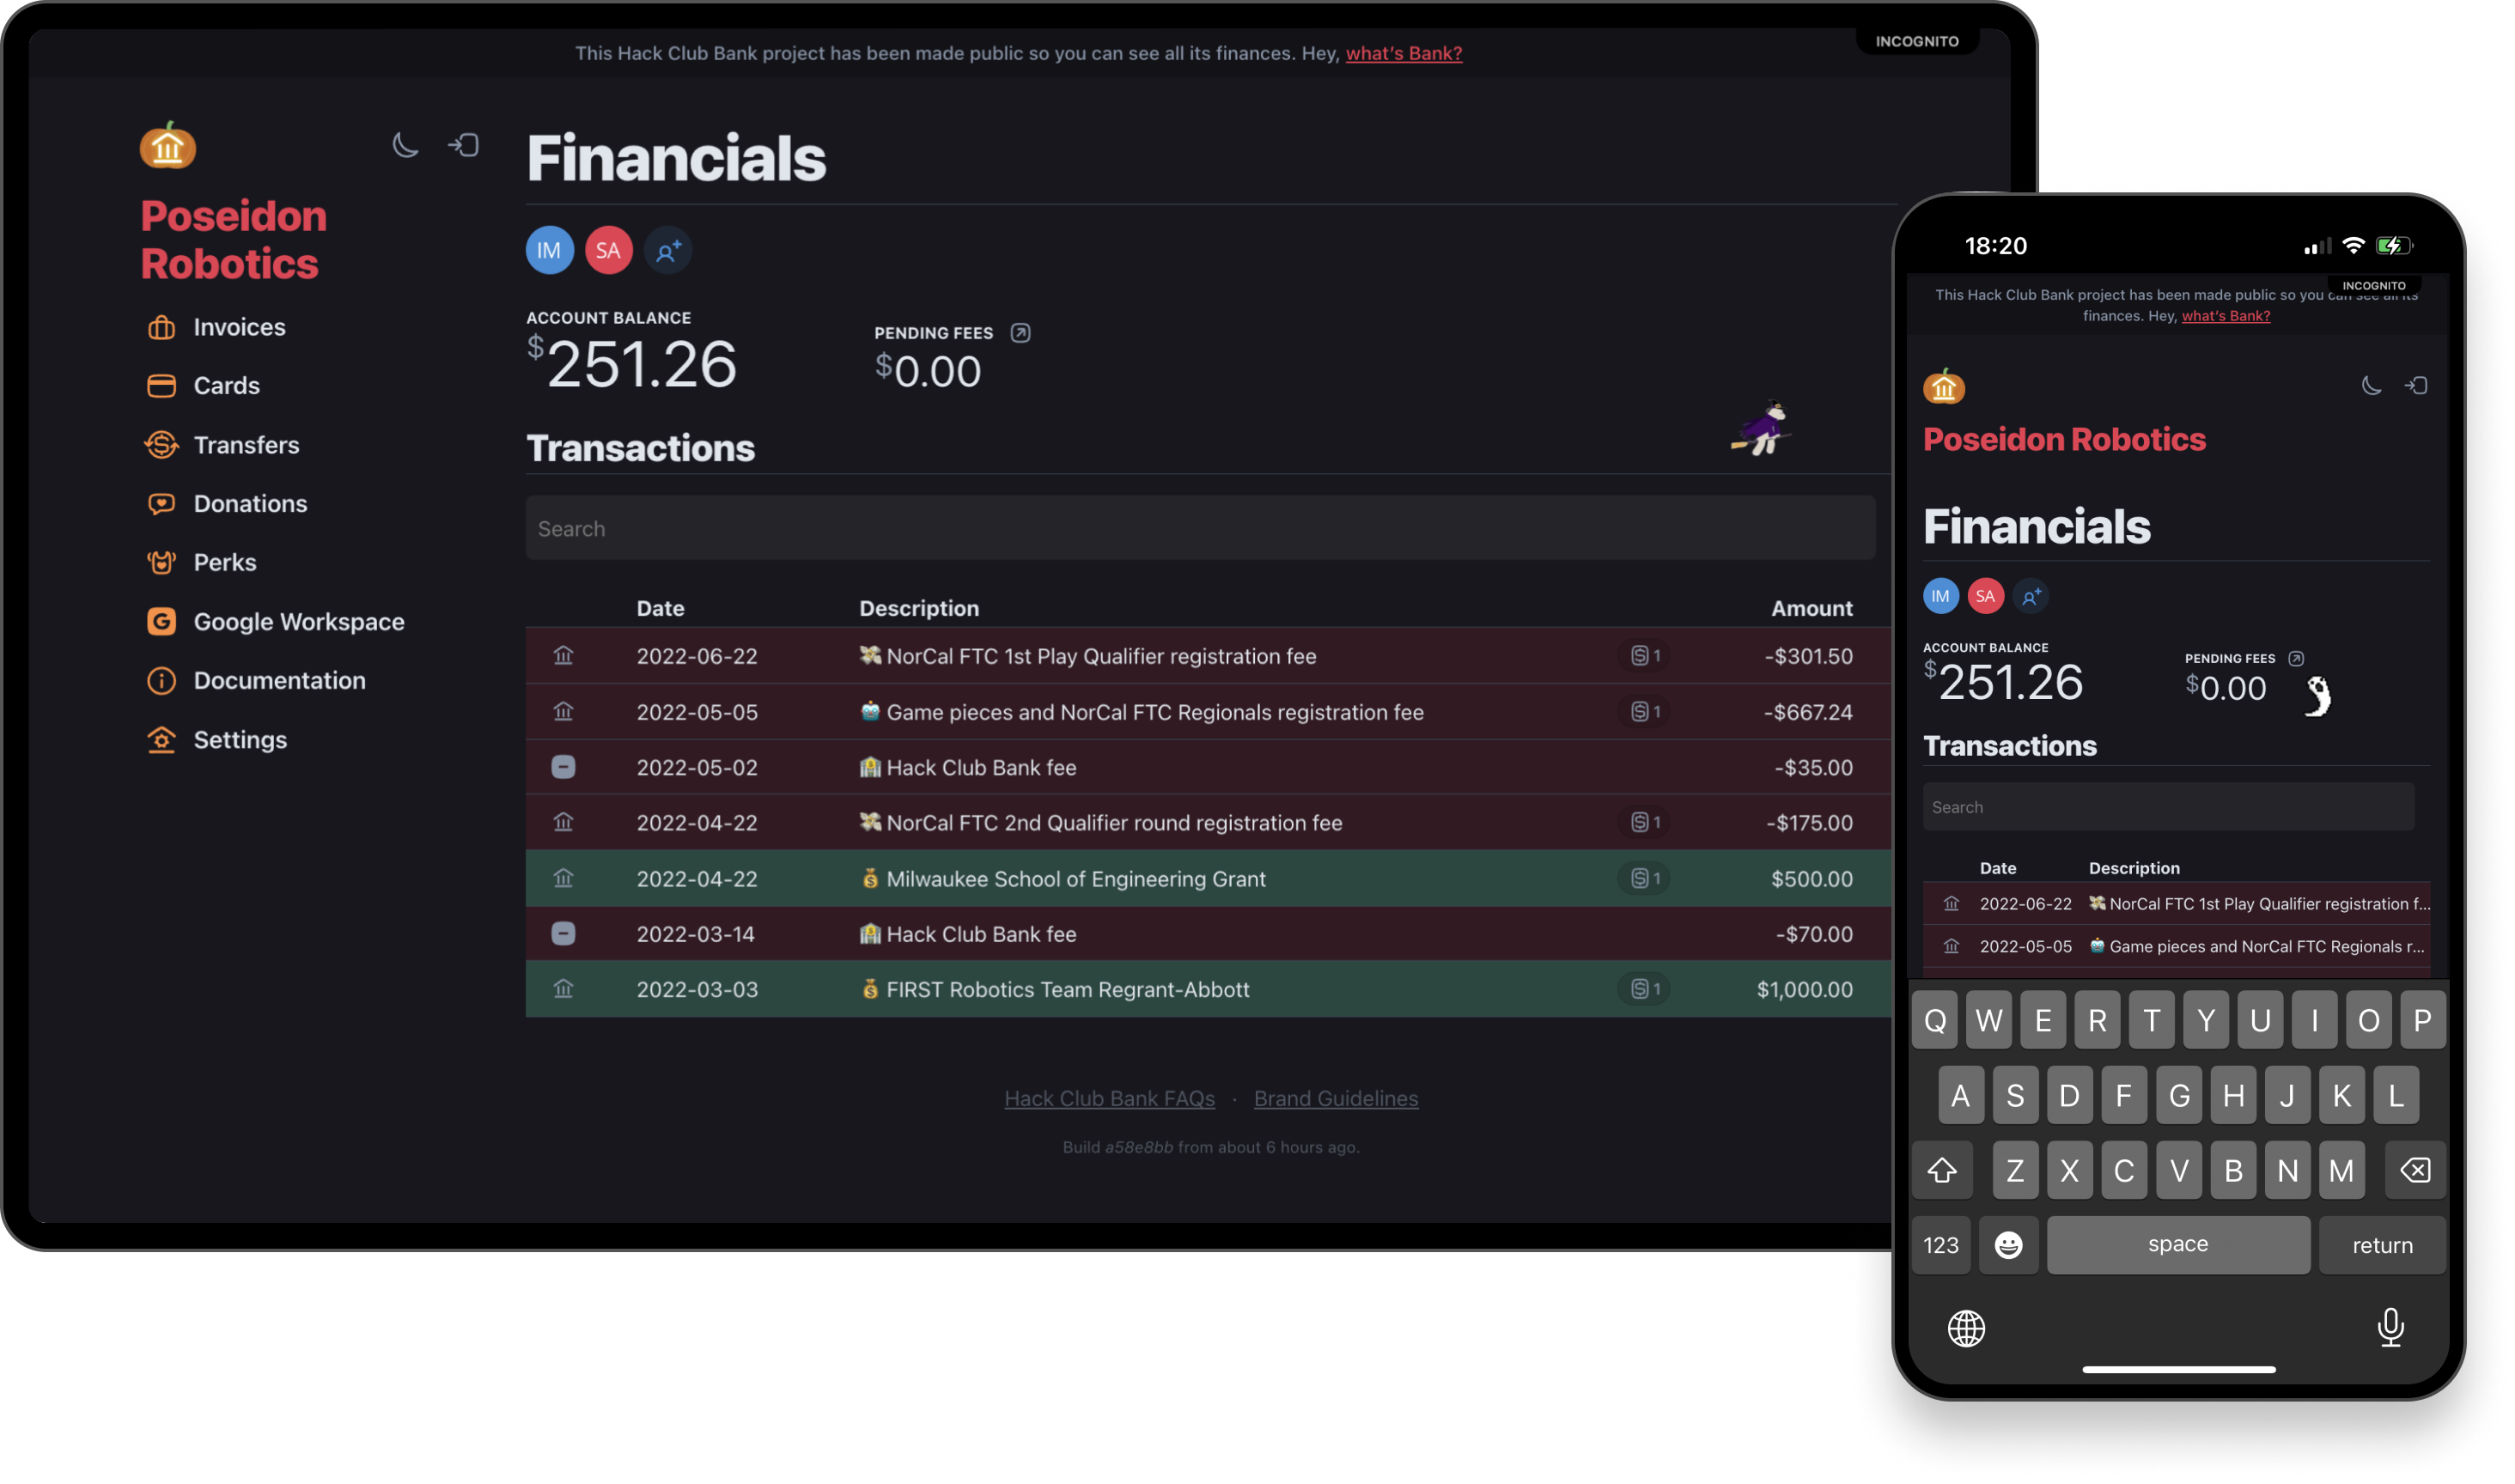 This Hack Club Bank project has been made public so you can see all its finances. Hey, what's Bank?
INCOGNITO
Poseidon
Robotics
Invoices
Cards
Transfers
Donations
Perks
Google Workspace
Documentation
Settings
Financials
IM SA
ACCOUNT BALANCE
$251.26
PENDING FEES
$0.00
Transactions
Search
Date Description Amount
2022-06-22 💸 NorCal FTC 1st Play Qualifier registration fee 1 -$301.50
2022-05-05 🤖 Game pieces and NorCal FTC Regionals registration fee 1 -$667.24
2022-05-02 🏦 Hack Club Bank fee -$35.00
2022-04-22 💸 NorCal FTC 2nd Qualifier round registration fee 1 -$175.00
2022-04-22 💰 Milwaukee School of Engineering Grant 1 $500.00
2022-03-14 🏦 Hack Club Bank fee -$70.00
2022-03-03 💰 FIRST Robotics Team Regrant-Abbott 1 $1,000.00
Hack Club Bank FAQs · Brand Guidelines
Build a58e8bb from about 6 hours ago.
18:20
INCOGNITO
This Hack Club Bank project has been made public so you can see all its
finances. Hey, what's Bank?
Poseidon Robotics
Financials
IM SA
ACCOUNT BALANCE
$251.26
PENDING FEES
$0.00
Transactions
Search
Date Description
2022-06-22 💸 NorCal FTC 1st Play Qualifier registration f...
2022-05-05 🤖 Game pieces and NorCal FTC Regionals r...
Q W E R T Y U I O P
A S D F G H J K L
Z X C V B N M
123 space return